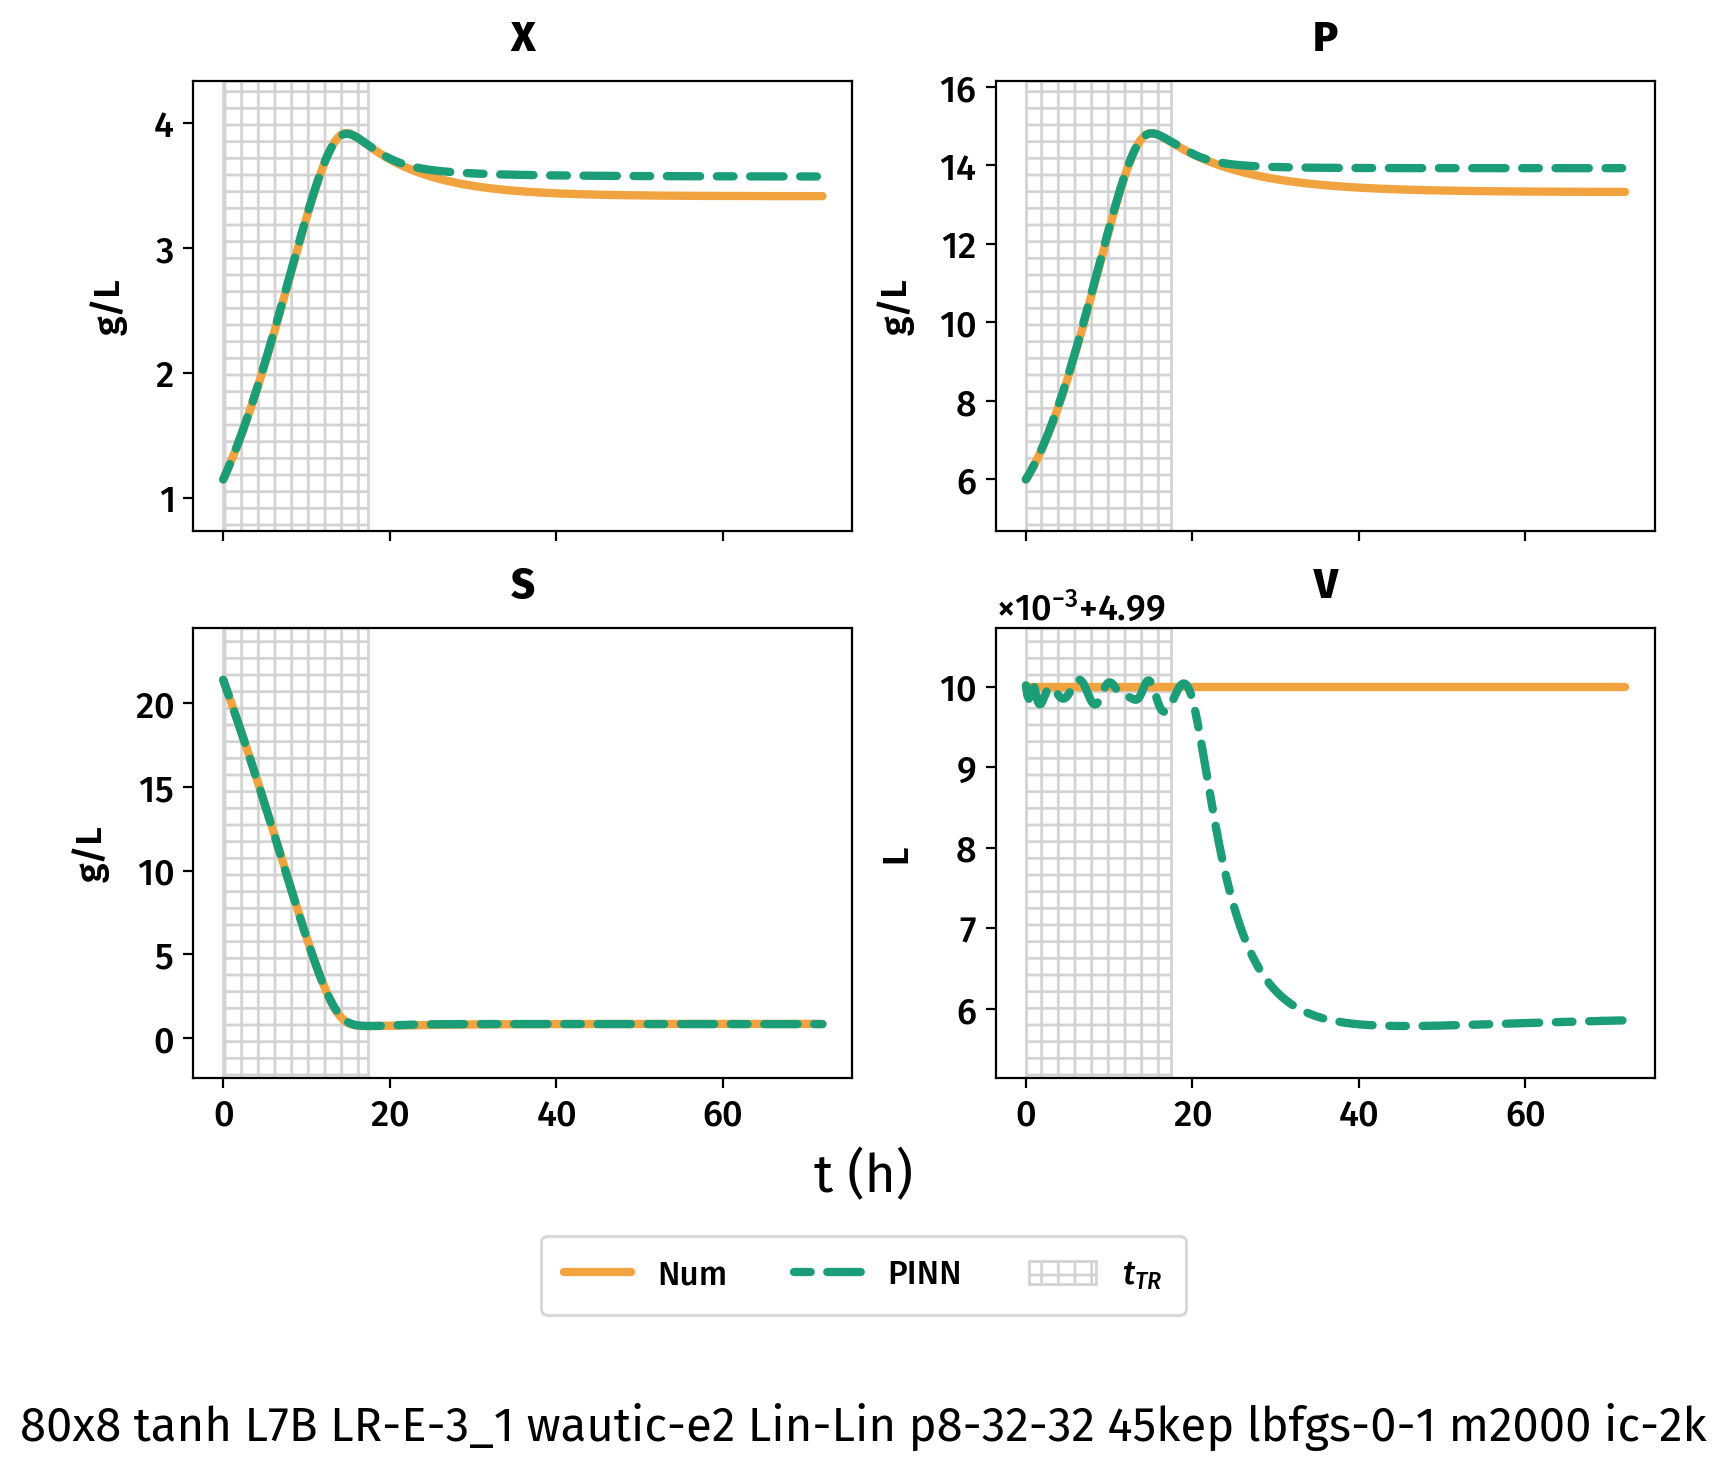 X
P
4
3
2
1
g/L
16
14
12
10
8
6
g/L
S
V
×10⁻³+4.99
20
15
10
5
0
g/L
10
9
8
7
6
L
0 20 40 60
0 20 40 60
t (h)
Num PINN t_TR
80x8 tanh L7B LR-E-3_1 wautic-e2 Lin-Lin p8-32-32 45kep lbfgs-0-1 m2000 ic-2k